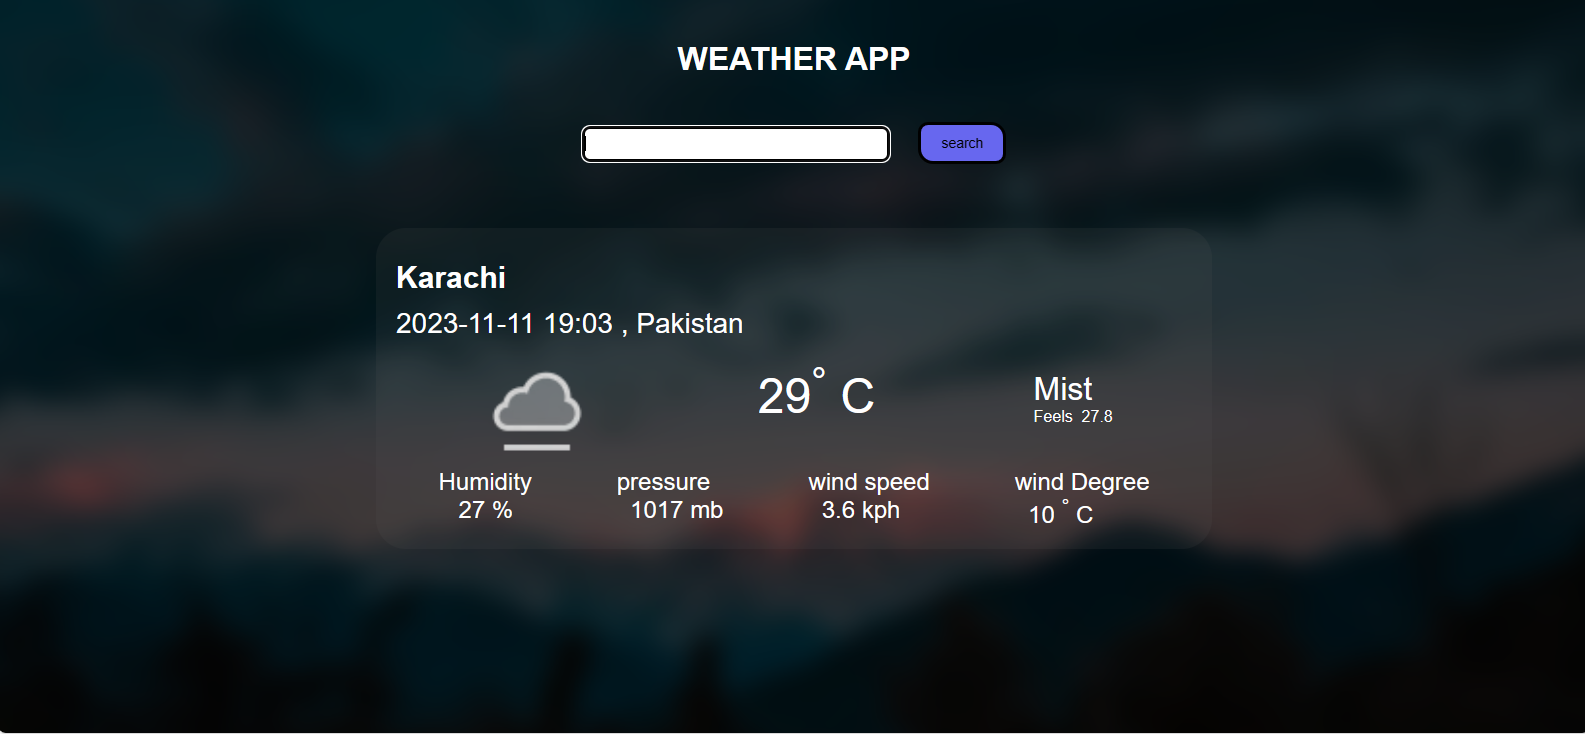 WEATHER APP
search
Karachi
2023-11-11 19:03 , Pakistan
29° C
Mist
Feels 27.8
Humidity
27 %
pressure
1017 mb
wind speed
3.6 kph
wind Degree
10 ° C